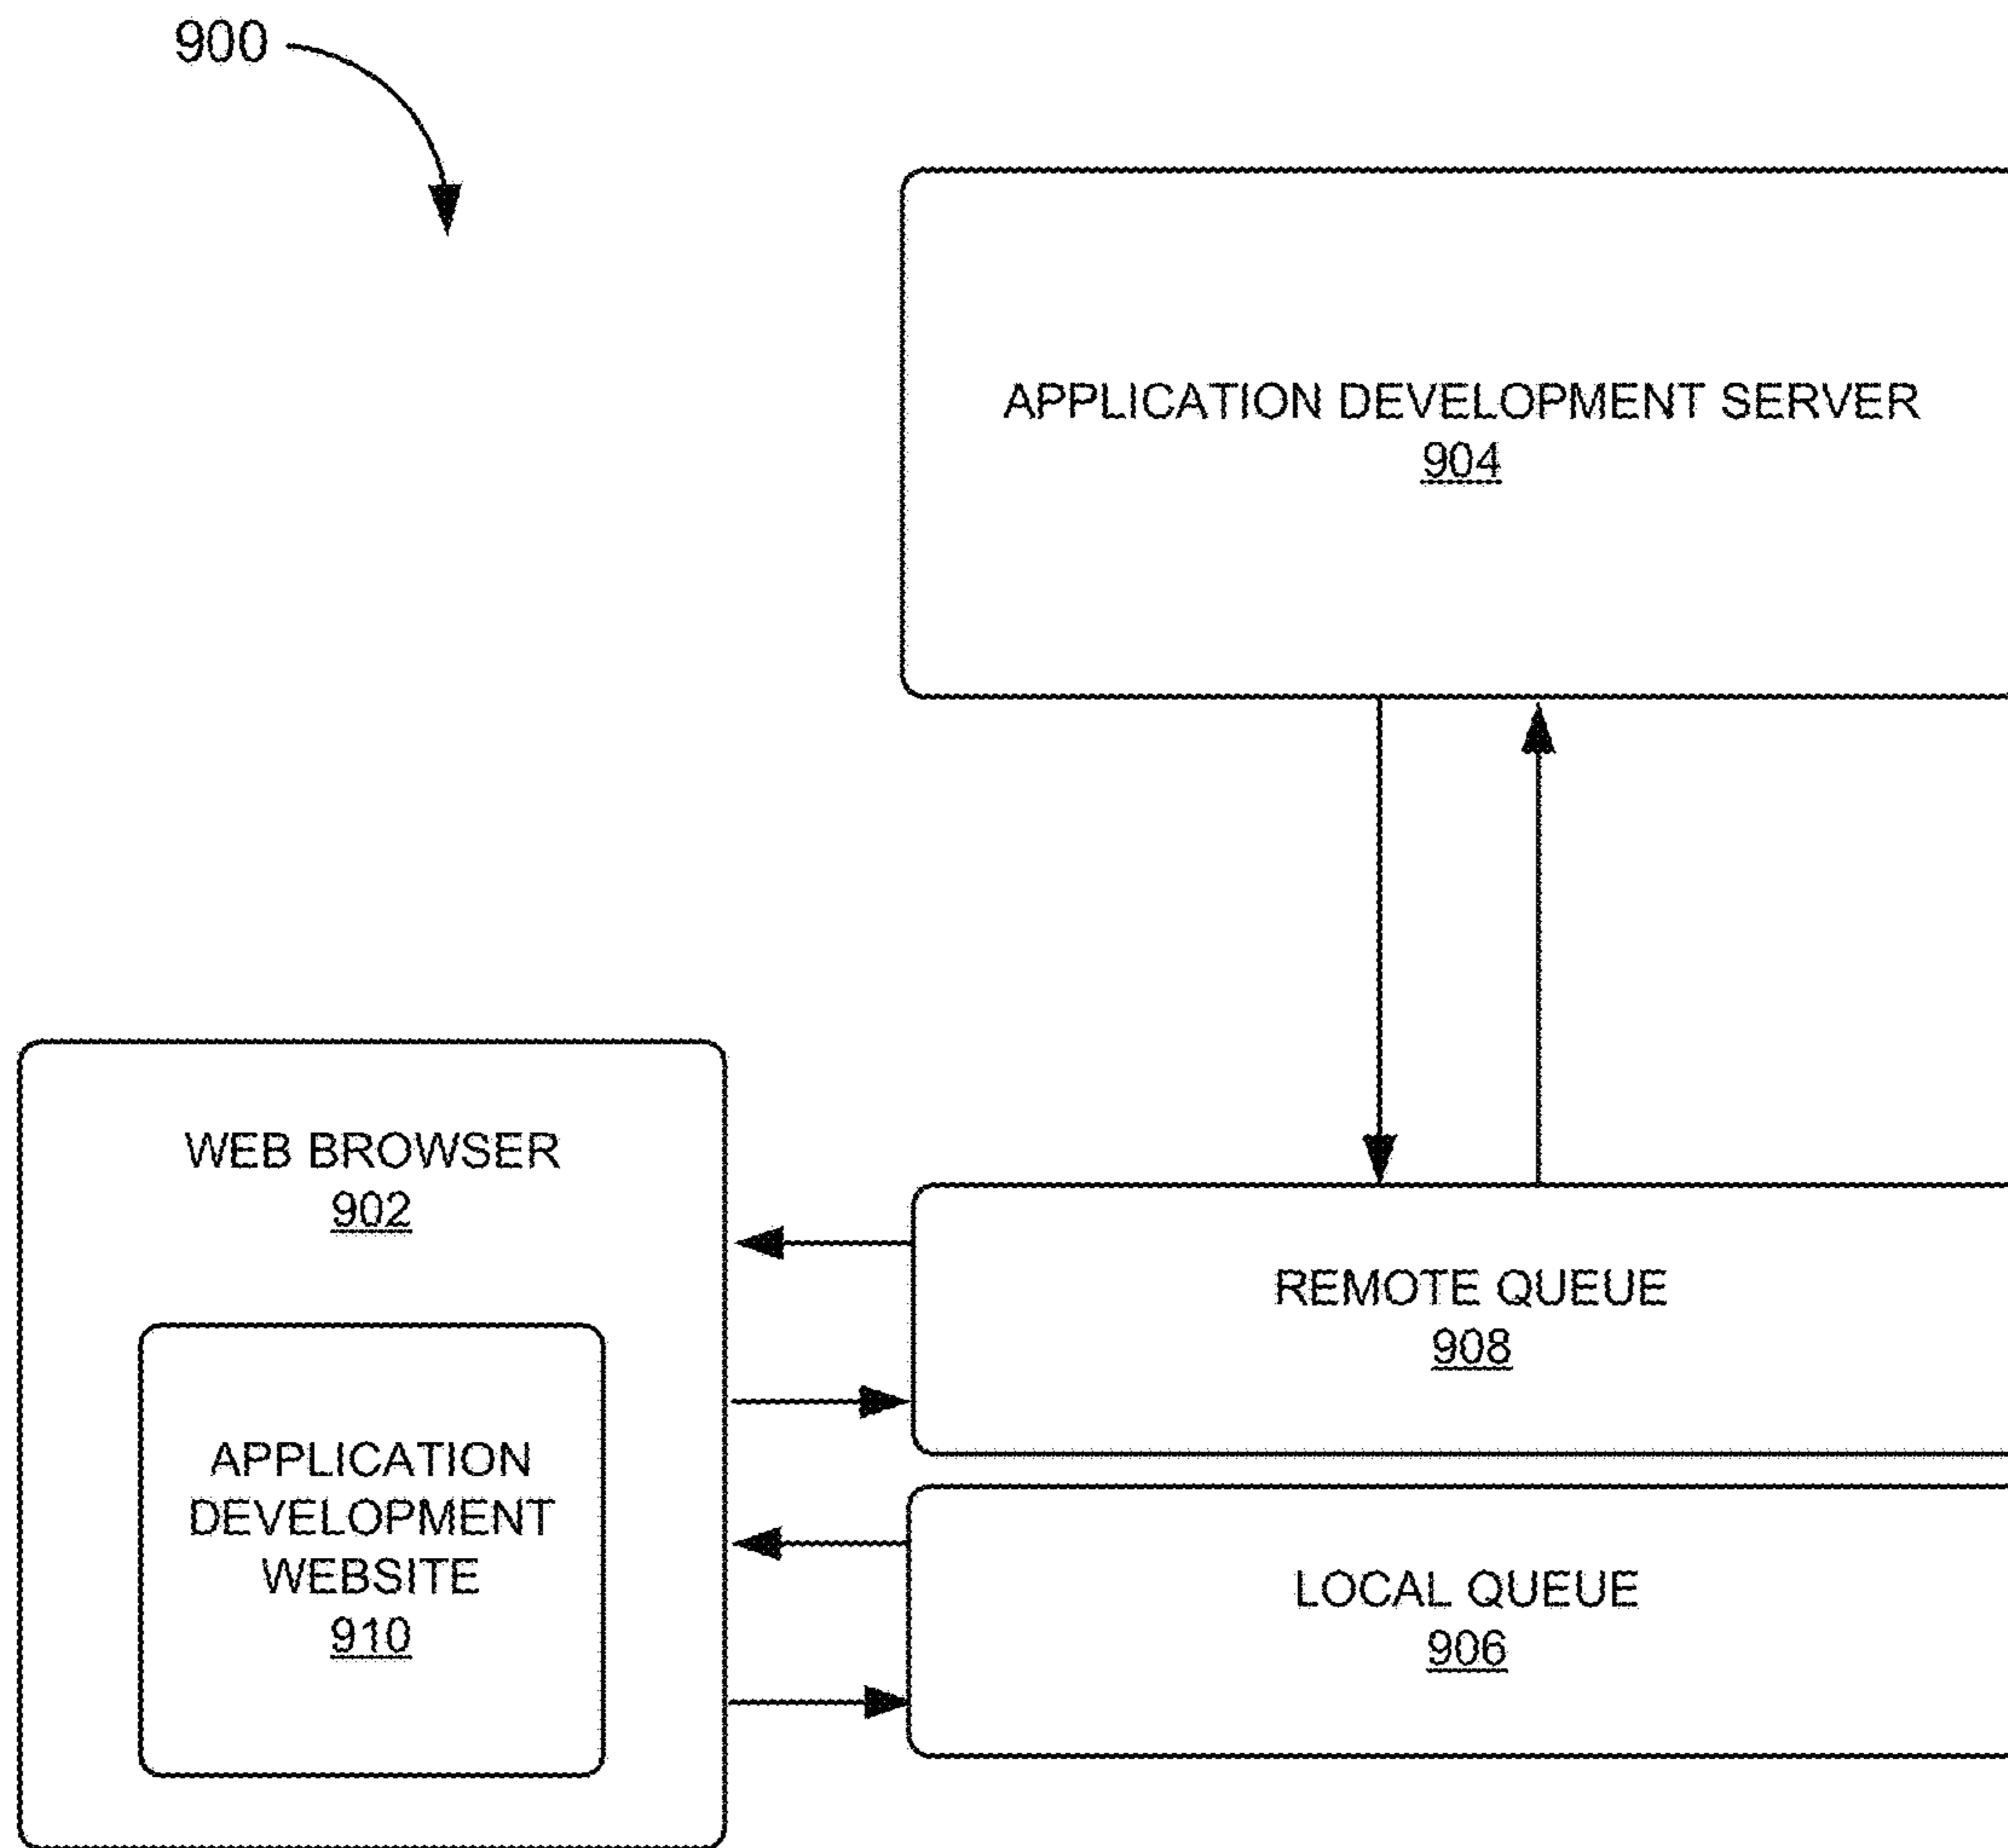 900
APPLICATION DEVELOPMENT SERVER
904
WEB BROWSER
902
REMOTE QUEUE
908
APPLICATION
DEVELOPMENT
WEBSITE
910
LOCAL QUEUE
906